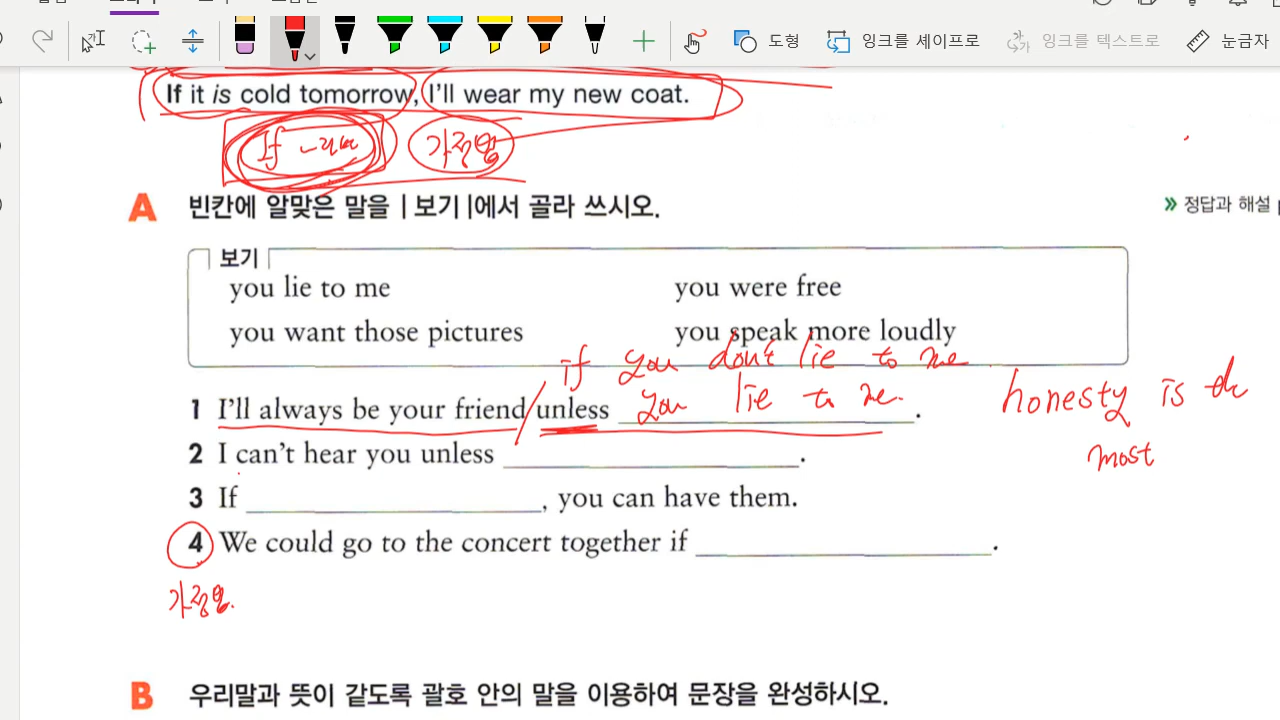 도형 잉크를 셰이프로 잉크를 텍스트로 눈금자
If it is cold tomorrow, I'll wear my new coat.
If ~라면 가정법
A 빈칸에 알맞은 말을 | 보기 |에서 골라 쓰시오.
» 정답과 해설
보기
you lie to me you were free
you want those pictures you speak more loudly
if you don't lie to me
1 I'll always be your friend / unless you lie to me.
honesty is
most
2 I can't hear you unless .
3 If , you can have them.
4 We could go to the concert together if .
가정법.
B 우리말과 뜻이 같도록 괄호 안의 말을 이용하여 문장을 완성하시오.